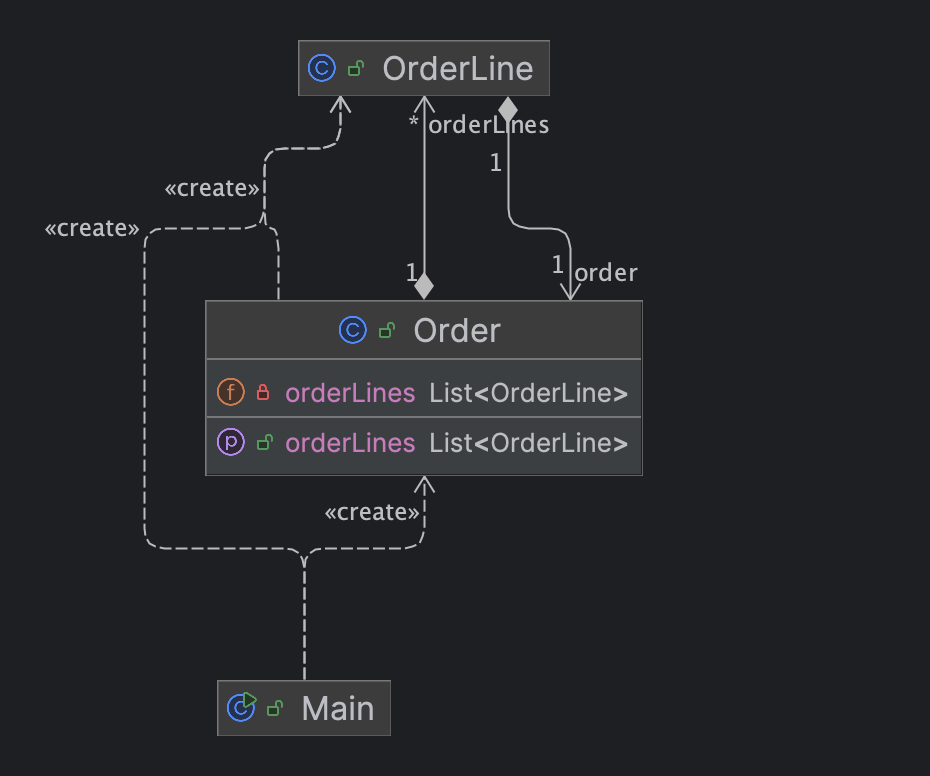 OrderLine
* orderLines
1
«create»
«create»
1
1 order
Order
f orderLines List<OrderLine>
p orderLines List<OrderLine>
«create»
Main